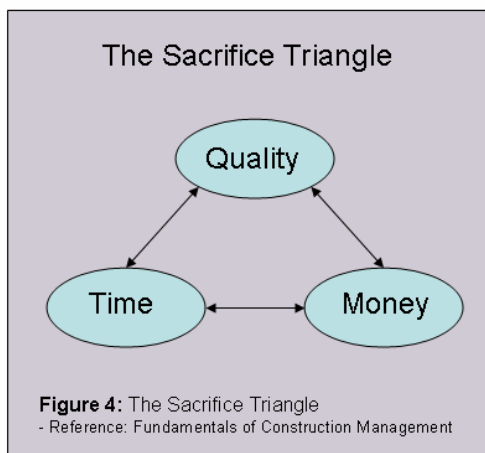 The Sacrifice Triangle
Quality
Time
Money
Figure 4: The Sacrifice Triangle
- Reference: Fundamentals of Construction Management